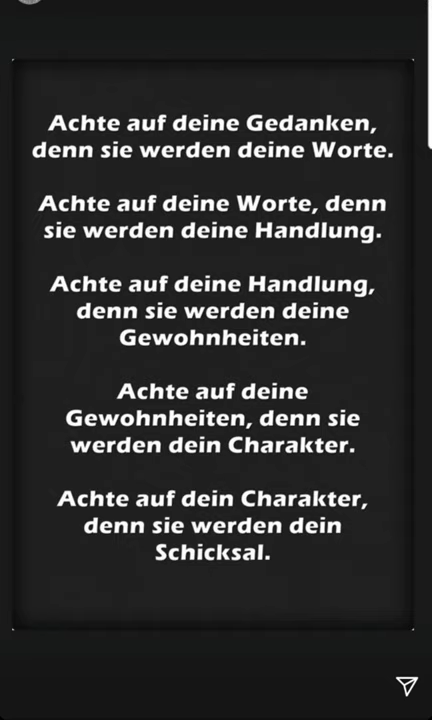 Achte auf deine Gedanken,
denn sie werden deine Worte.
Achte auf deine Worte, denn
sie werden deine Handlung.
Achte auf deine Handlung,
denn sie werden deine
Gewohnheiten.
Achte auf deine
Gewohnheiten, denn sie
werden dein Charakter.
Achte auf dein Charakter,
denn sie werden dein
Schicksal.